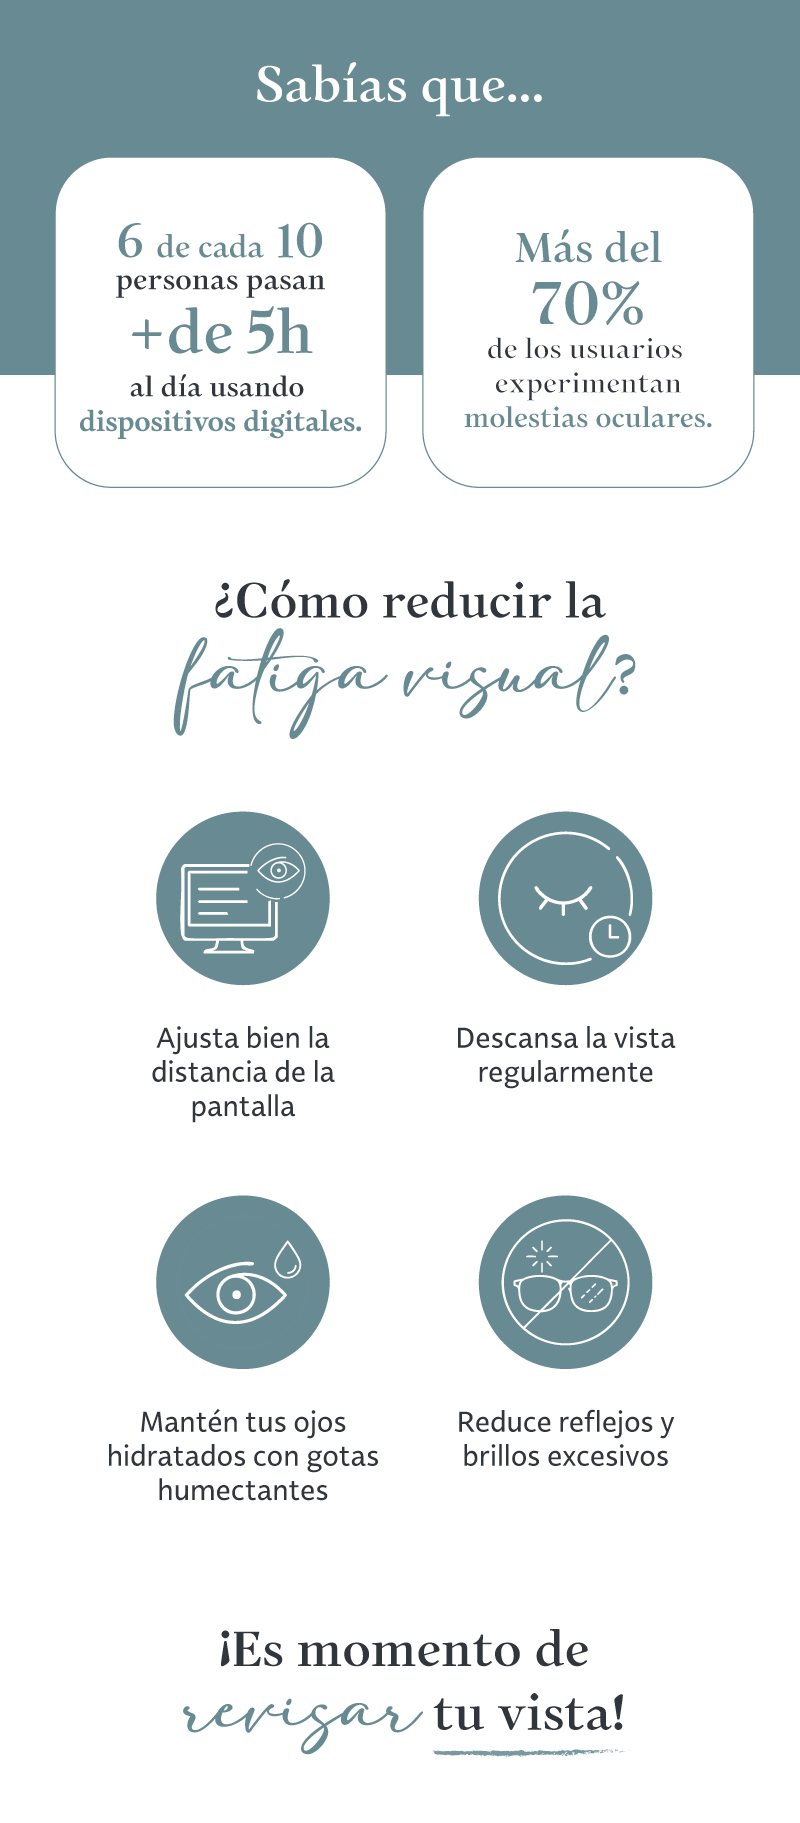 Sabías que...
6 de cada 10
personas pasan
+de 5h
al día usando
dispositivos digitales.
Más del
70%
de los usuarios
experimentan
molestias oculares.
¿Cómo reducir la
fatiga visual?
Ajusta bien la
distancia de la
pantalla
Descansa la vista
regularmente
Mantén tus ojos
hidratados con gotas
humectantes
Reduce reflejos y
brillos excesivos
¡Es momento de
revisar tu vista!